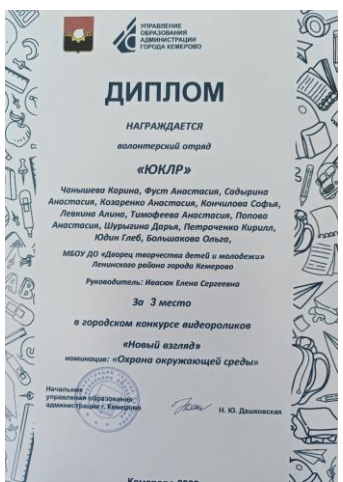 УПРАВЛЕНИЕ
ОБРАЗОВАНИЯ
АДМИНИСТРАЦИИ
ГОРОДА КЕМЕРОВО
ДИПЛОМ
НАГРАЖДАЕТСЯ
волонтерский отряд
«ЮКЛР»
Чанышева Карина, Фуст Анастасия, Садырина
Анастасия, Козаренко Анастасия, Кончилова Софья,
Левкина Алина, Тимофеева Анастасия, Попова
Анастасия, Шурыгина Дарья, Петроченко Кирилл,
Юдин Глеб, Большакова Ольга,
МБОУ ДО «Дворец творчества детей и молодежи»
Ленинского района города Кемерово
Руководитель: Ивасюк Елена Сергеевна
За 3 место
в городском конкурсе видеороликов
«Новый взгляд»
номинация: «Охрана окружающей среды»
Начальник
управления образования
администрации г. Кемерово
Н. Ю. Дашковская